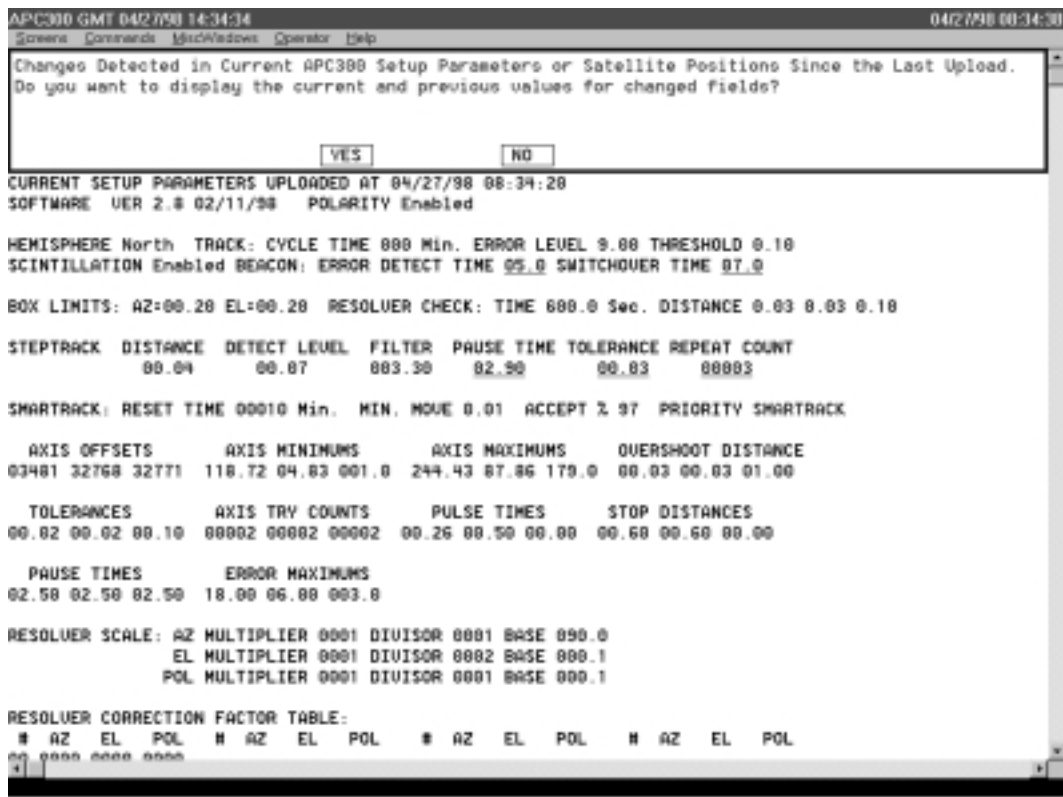 APC300 GMT 04/27/98 14:34:34 04/27/98 08:34:38
Screens Commands MiscWindows Operator Help
Changes Detected in Current APC300 Setup Parameters or Satellite Positions Since the Last Upload.
Do you want to display the current and previous values for changed fields?
YES NO
CURRENT SETUP PARAMETERS UPLOADED AT 04/27/98 08:34:20
SOFTWARE VER 2.8 02/11/98 POLARITY Enabled
HEMISPHERE North TRACK: CYCLE TIME 000 Min. ERROR LEVEL 9.00 THRESHOLD 0.10
SCINTILLATION Enabled BEACON: ERROR DETECT TIME 05.0 SWITCHOVER TIME 07.0
BOX LIMITS: AZ=00.20 EL=00.20 RESOLVER CHECK: TIME 600.0 Sec. DISTANCE 0.03 0.03 0.10
STEPTRACK DISTANCE DETECT LEVEL FILTER PAUSE TIME TOLERANCE REPEAT COUNT
00.04 00.07 003.30 02.90 00.03 00003
SMARTRACK: RESET TIME 00010 Min. MIN. MOVE 0.01 ACCEPT % 97 PRIORITY SMARTRACK
AXIS OFFSETS AXIS MINIMUMS AXIS MAXIMUMS OVERSHOOT DISTANCE
03481 32768 32771 118.72 04.83 001.0 244.43 87.86 179.0 00.03 00.03 01.00
TOLERANCES AXIS TRY COUNTS PULSE TIMES STOP DISTANCES
00.02 00.02 00.10 00002 00002 00002 00.26 00.50 00.00 00.60 00.60 00.00
PAUSE TIMES ERROR MAXIMUMS
02.50 02.50 02.50 18.00 06.00 003.0
RESOLVER SCALE: AZ MULTIPLIER 0001 DIVISOR 0001 BASE 090.0
EL MULTIPLIER 0001 DIVISOR 0002 BASE 000.1
POL MULTIPLIER 0001 DIVISOR 0001 BASE 000.1
RESOLVER CORRECTION FACTOR TABLE:
# AZ EL POL # AZ EL POL # AZ EL POL # AZ EL POL